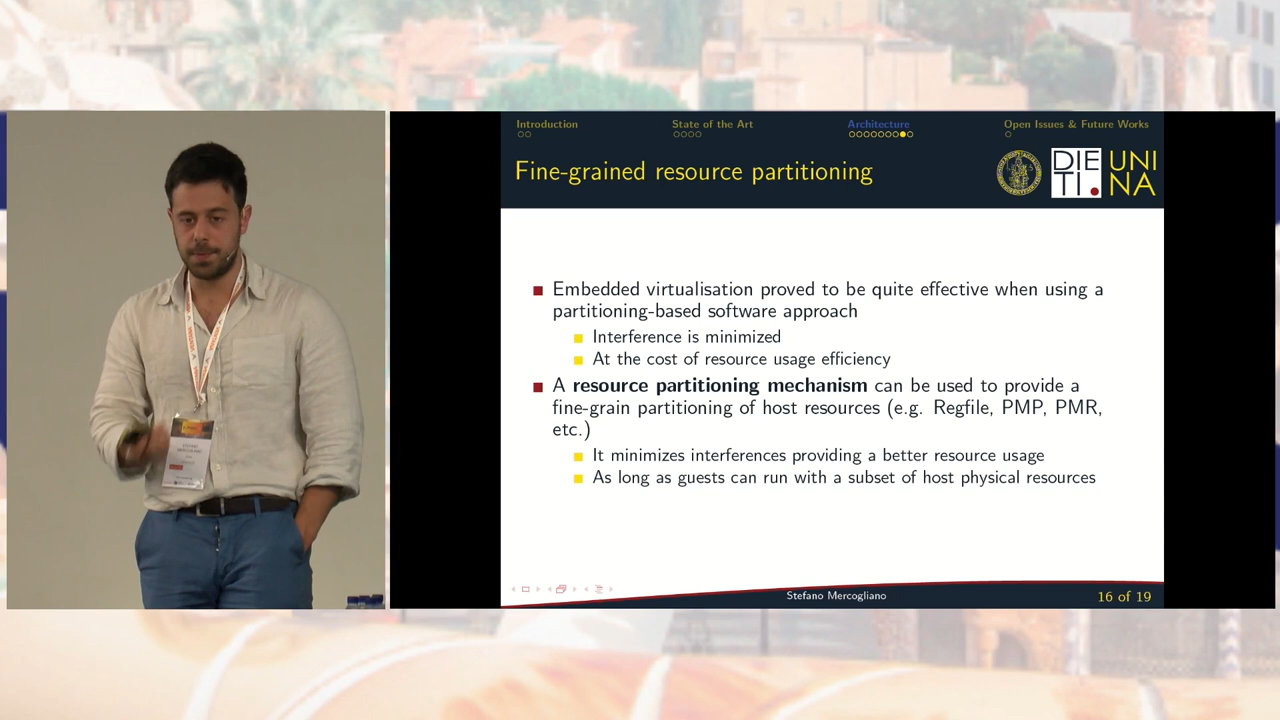 Introduction
State of the Art
Architecture
Open Issues & Future Works
Fine-grained resource partitioning
DIE
TI.
UNI
NA
Embedded virtualisation proved to be quite effective when using a
partitioning-based software approach
Interference is minimized
At the cost of resource usage efficiency
A resource partitioning mechanism can be used to provide a
fine-grain partitioning of host resources (e.g. Regfile, PMP, PMR,
etc.)
It minimizes interferences providing a better resource usage
As long as guests can run with a subset of host physical resources
Stefano Mercogliano
16 of 19